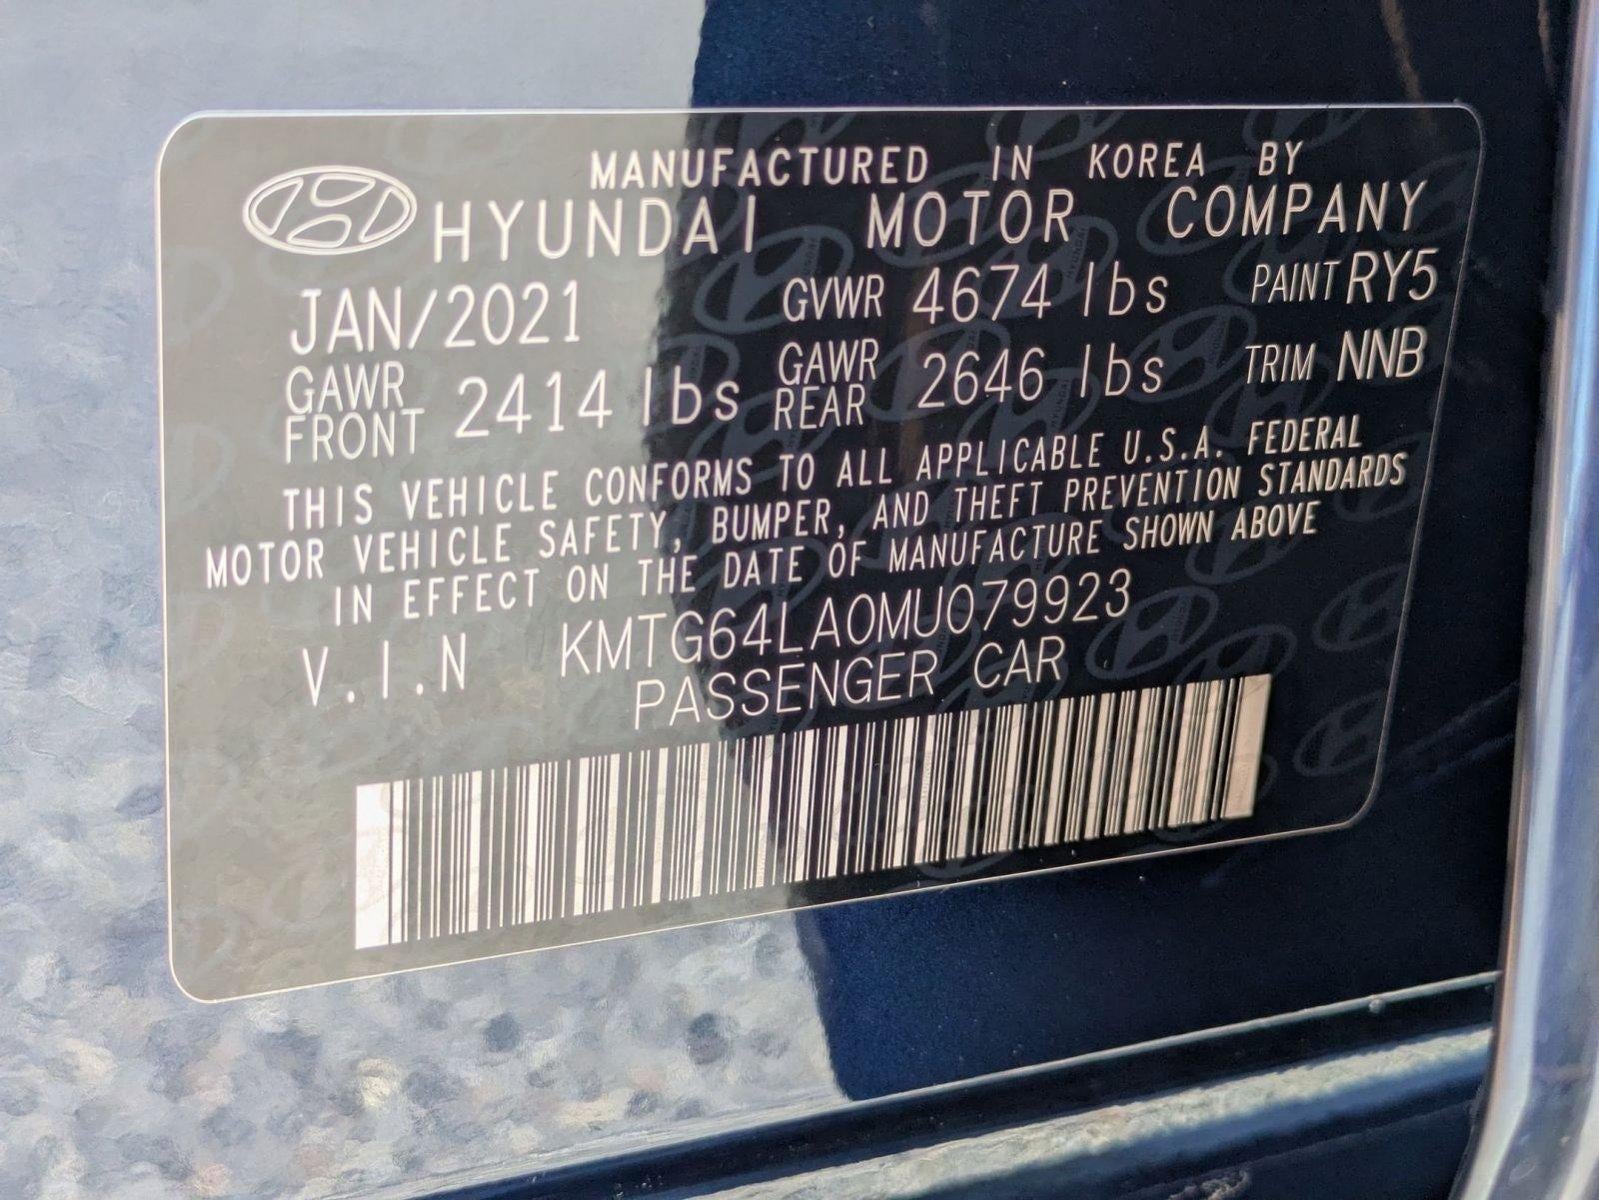 MANUFACTURED IN KOREA BY
HYUNDAI MOTOR COMPANY
JAN/2021 GVWR 4674 lbs PAINT RY5
GAWR FRONT 2414 lbs GAWR REAR 2646 lbs TRIM NNB
THIS VEHICLE CONFORMS TO ALL APPLICABLE U.S.A. FEDERAL
MOTOR VEHICLE SAFETY, BUMPER, AND THEFT PREVENTION STANDARDS
IN EFFECT ON THE DATE OF MANUFACTURE SHOWN ABOVE
V.I.N KMTG64LA0MU079923
PASSENGER CAR